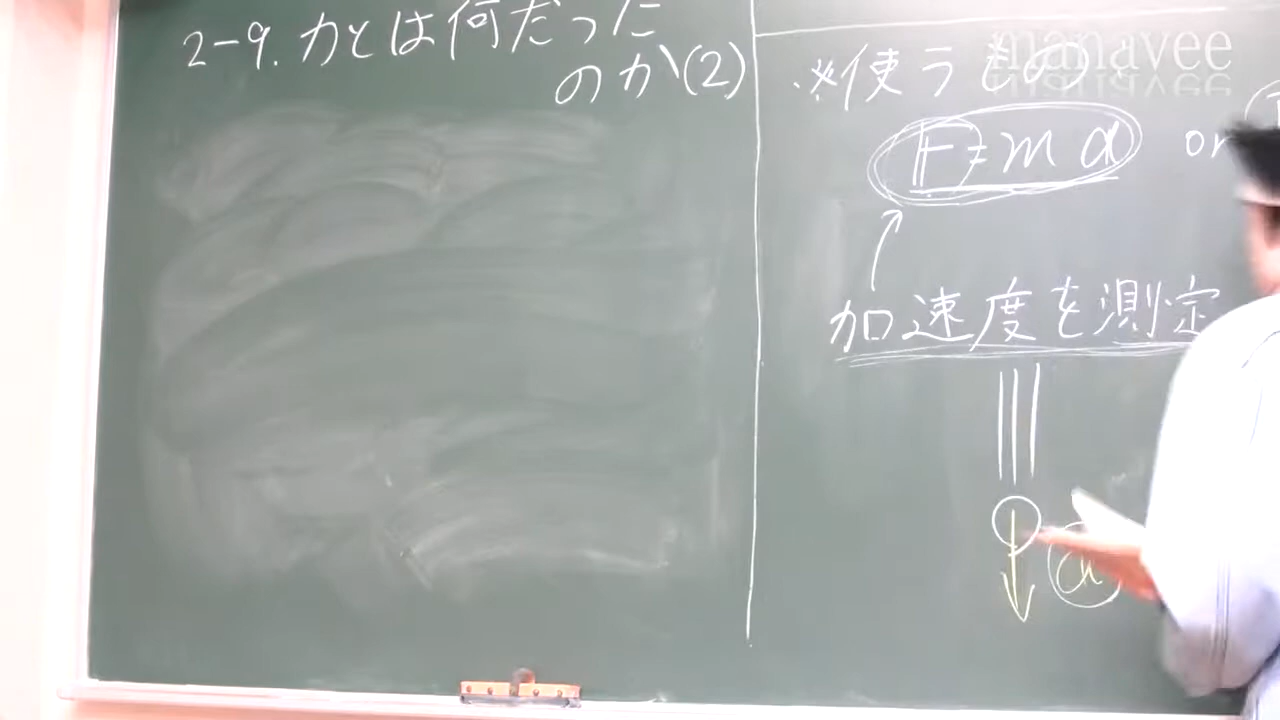 2-9. 力とは何だった
のか(2)
※使うもの
manavee
F=ma or
加速度を測定
a